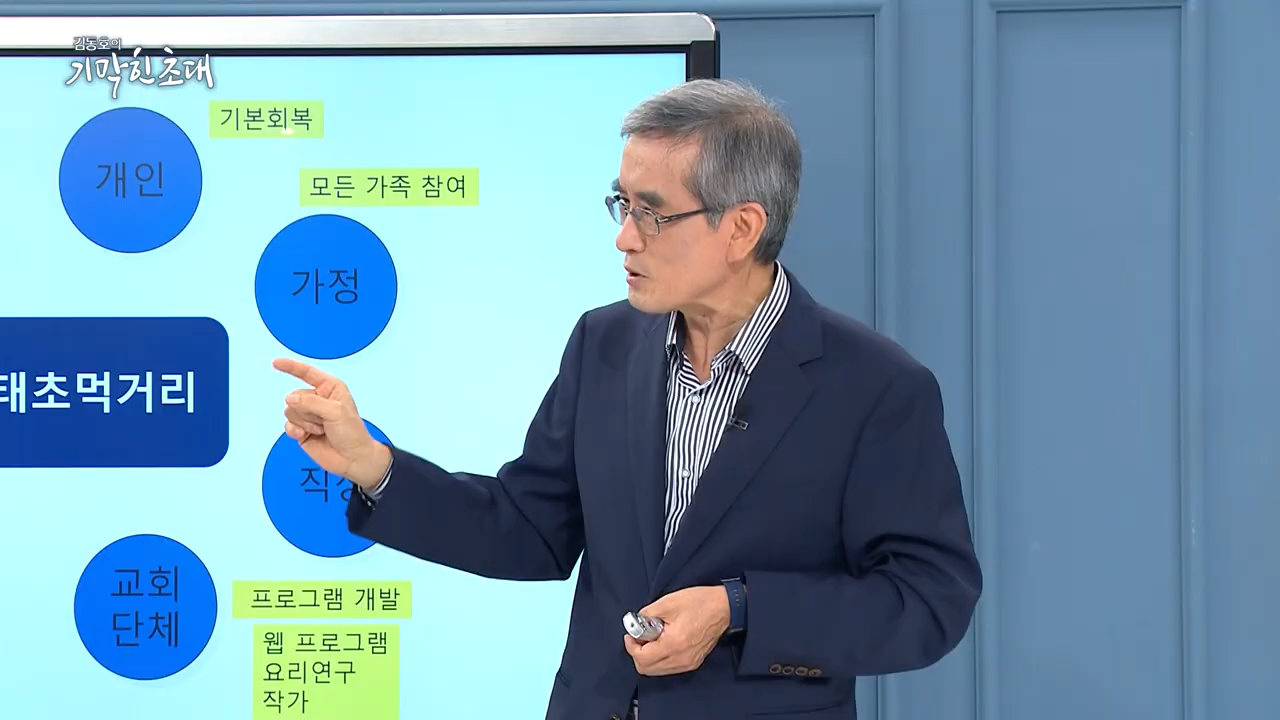 김동호의
기막힌초대
기본회복
개인
모든 가족 참여
가정
태초먹거리
교회
단체
프로그램 개발
웹 프로그램
요리연구
작가